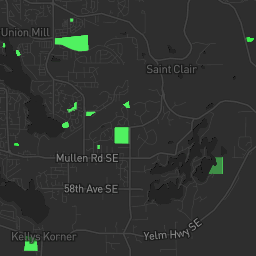 Union Mill
Saint Clair
Mullen Rd SE
58th Ave SE
Kellys Korner
Yelm Hwy SE